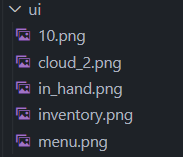 ui
10.png
cloud_2.png
in_hand.png
inventory.png
menu.png